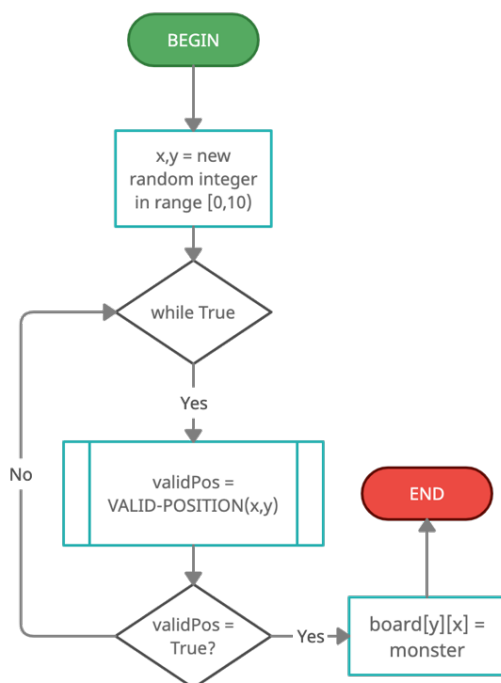 BEGIN
x,y = new
random integer
in range [0,10)
while True
Yes
No
validPos =
VALID-POSITION(x,y)
END
validPos =
True?
Yes
board[y][x] =
monster